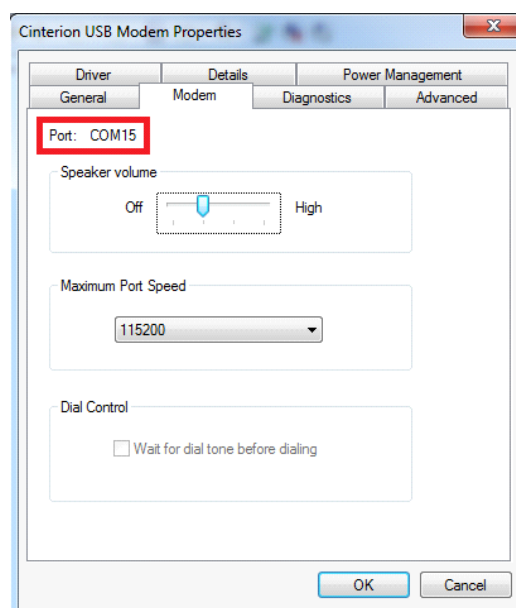 Cinterion USB Modem Properties
Driver Details Power Management
General Modem Diagnostics Advanced
Port: COM15
Speaker volume
Off High
Maximum Port Speed
115200
Dial Control
Wait for dial tone before dialing
OK Cancel